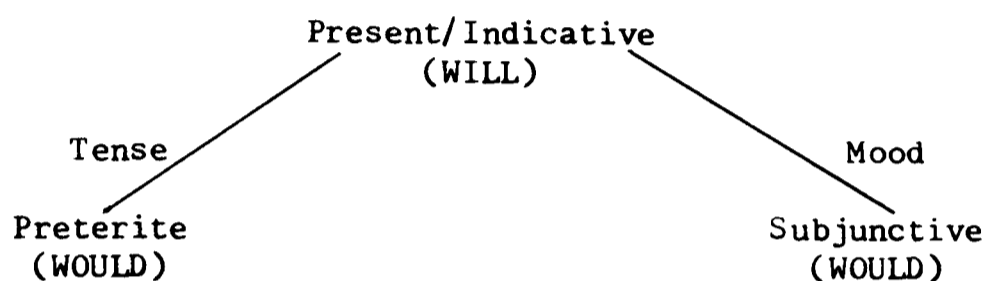 Present/Indicative
(WILL)
Tense
Mood
Preterite
(WOULD)
Subjunctive
(WOULD)